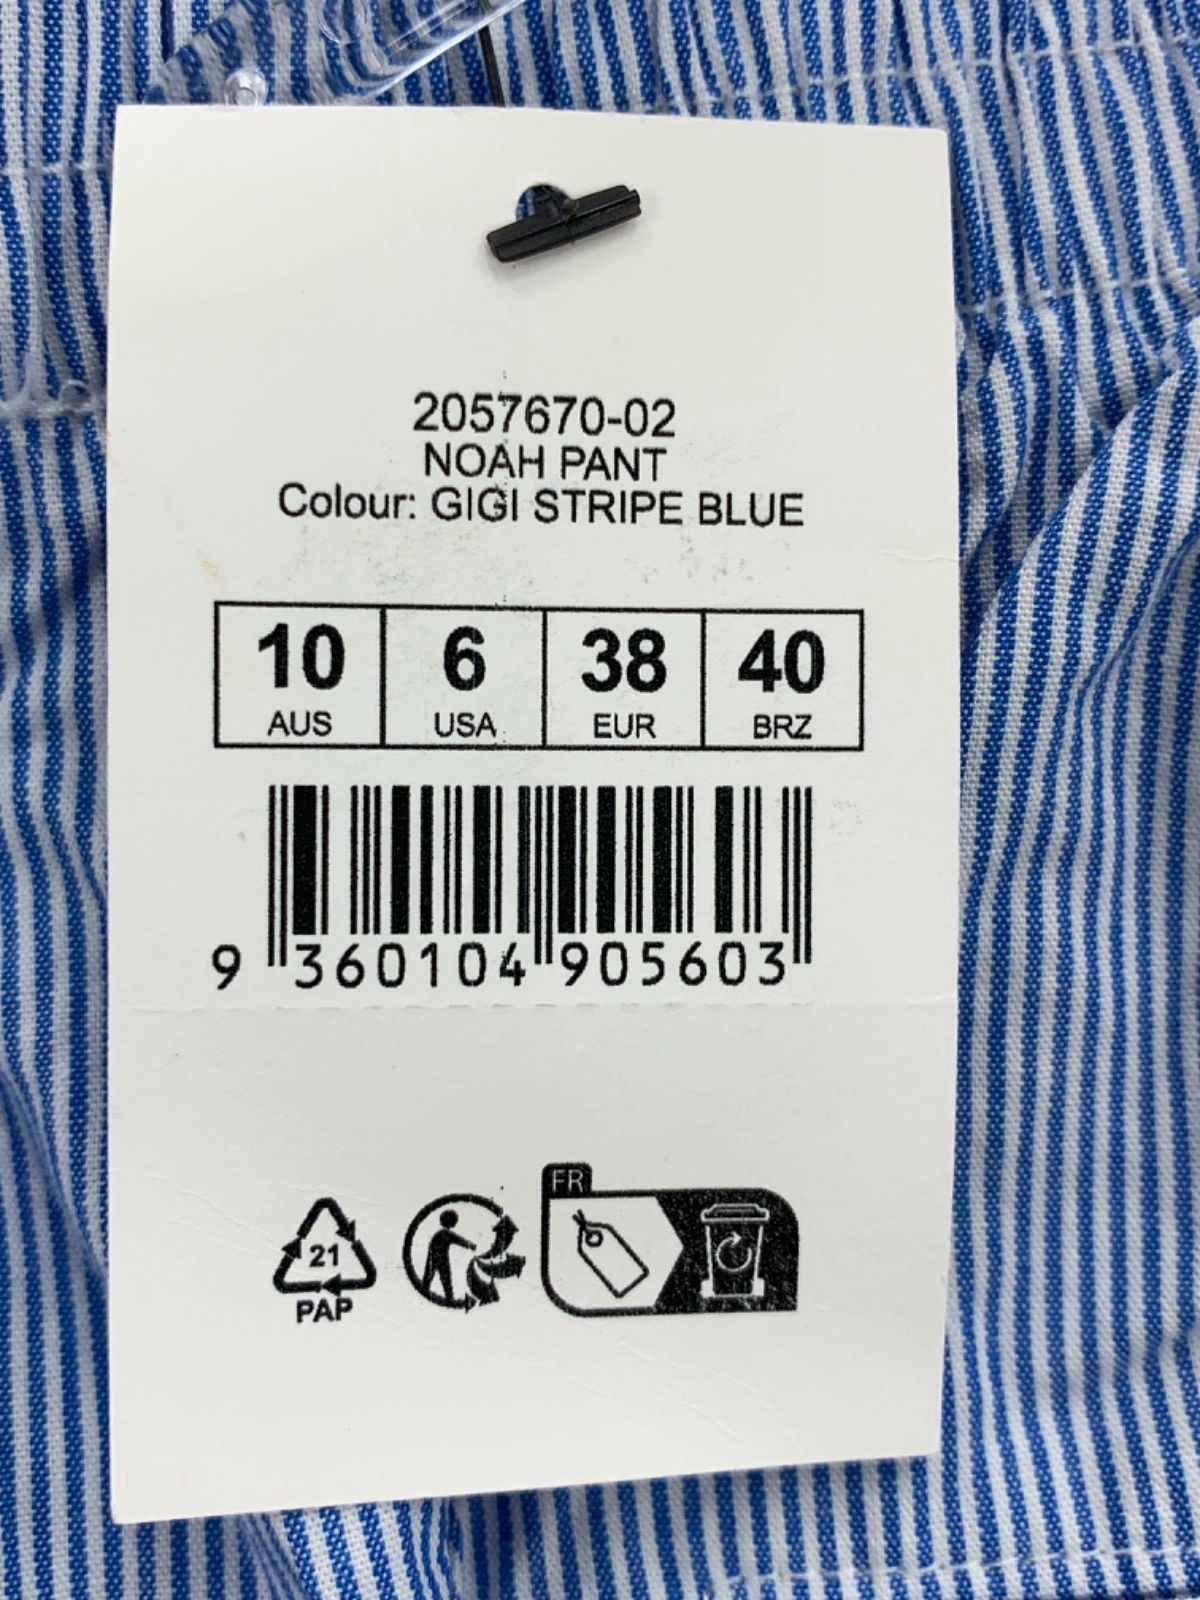 2057670-02
NOAH PANT
Colour: GIGI STRIPE BLUE
10 6 38 40
AUS USA EUR BRZ
9 360104 905603
FR
21
PAP